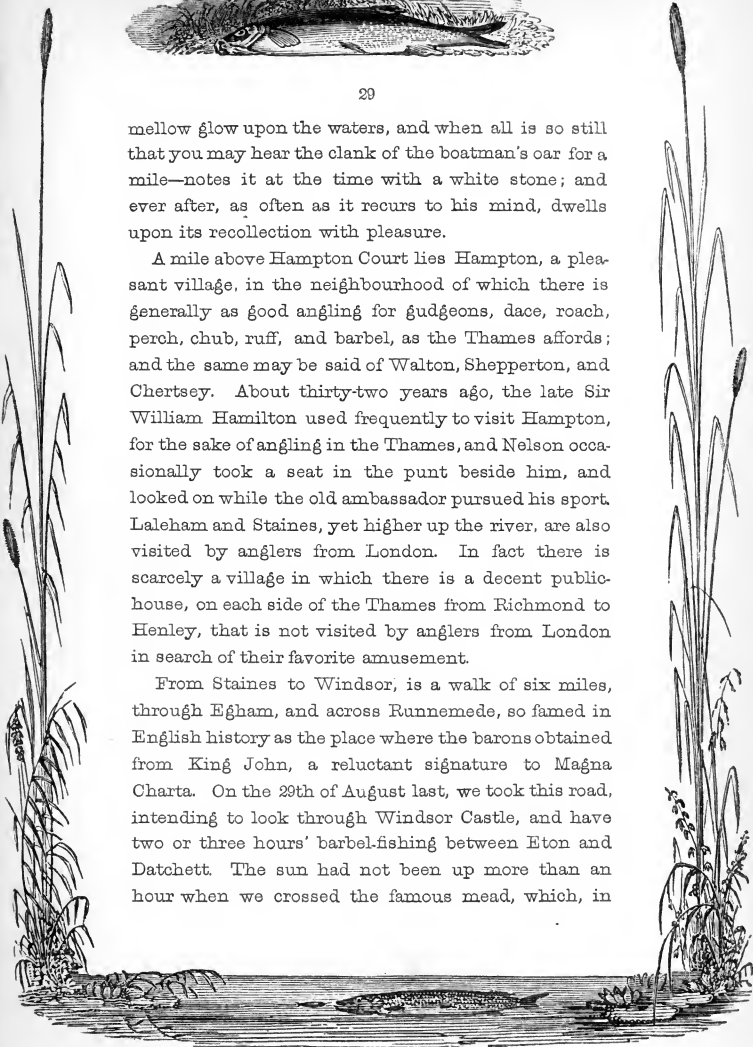 29
mellow glow upon the waters, and when all is so still
that you may hear the clank of the boatman's oar for a
mile—notes it at the time with a white stone; and
ever after, as often as it recurs to his mind, dwells
upon its recollection with pleasure.
A mile above Hampton Court lies Hampton, a plea-
sant village, in the neighbourhood of which there is
generally as good angling for gudgeons, dace, roach,
perch, chub, ruff, and barbel, as the Thames affords;
and the same may be said of Walton, Shepperton, and
Chertsey. About thirty-two years ago, the late Sir
William Hamilton used frequently to visit Hampton,
for the sake of angling in the Thames, and Nelson occa-
sionally took a seat in the punt beside him, and
looked on while the old ambassador pursued his sport.
Laleham and Staines, yet higher up the river, are also
visited by anglers from London. In fact there is
scarcely a village in which there is a decent public-
house, on each side of the Thames from Richmond to
Henley, that is not visited by anglers from London
in search of their favorite amusement.
From Staines to Windsor, is a walk of six miles,
through Egham, and across Runnemede, so famed in
English history as the place where the barons obtained
from King John, a reluctant signature to Magna
Charta. On the 29th of August last, we took this road,
intending to look through Windsor Castle, and have
two or three hours' barbel-fishing between Eton and
Datchett. The sun had not been up more than an
hour when we crossed the famous mead, which, in